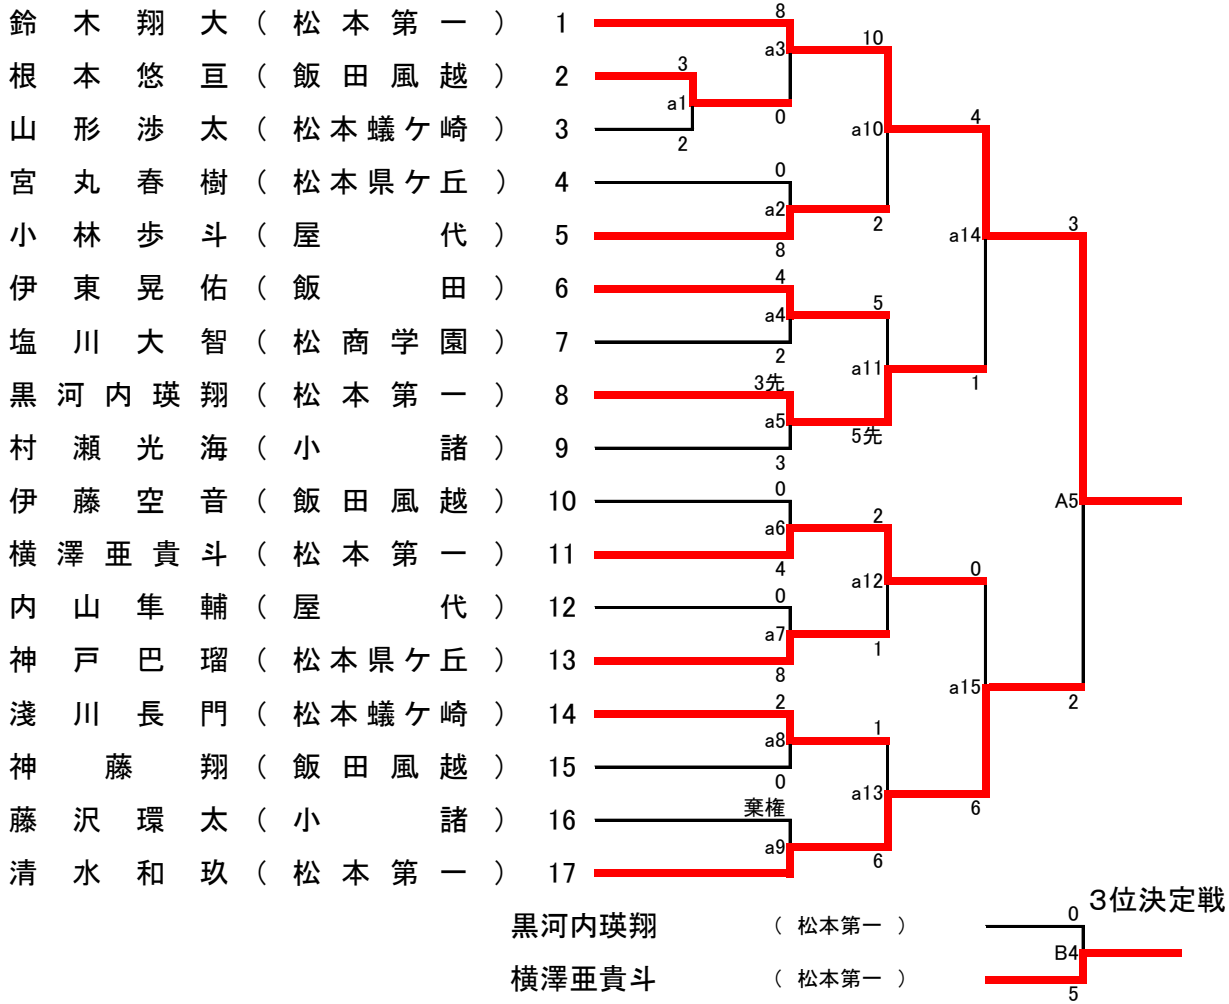 鈴木翔大（松本第一） 1
根本悠亘（飯田風越） 2
山形渉太（松本蟻ケ崎） 3
宮丸春樹（松本県ケ丘） 4
小林歩斗（屋代） 5
伊東晃佑（飯田） 6
塩川大智（松商学園） 7
黒河内瑛翔（松本第一） 8
村瀬光海（小諸） 9
伊藤空音（飯田風越） 10
横澤亜貴斗（松本第一） 11
内山隼輔（屋代） 12
神戸巴瑠（松本県ケ丘） 13
淺川長門（松本蟻ケ崎） 14
神藤翔（飯田風越） 15
藤沢環太（小諸） 16
清水和玖（松本第一） 17
3
a1
2
8
a3
0
0
a2
8
4
a4
2
3先
a5
3
0
a6
4
0
a7
8
2
a8
0
棄権
a9
10
a10
2
5
a11
5先
2
a12
1
1
a13
6
4
a14
1
0
a15
6
3
A5
2
3位決定戦
黒河内瑛翔（松本第一） 0
B4
横澤亜貴斗（松本第一） 5